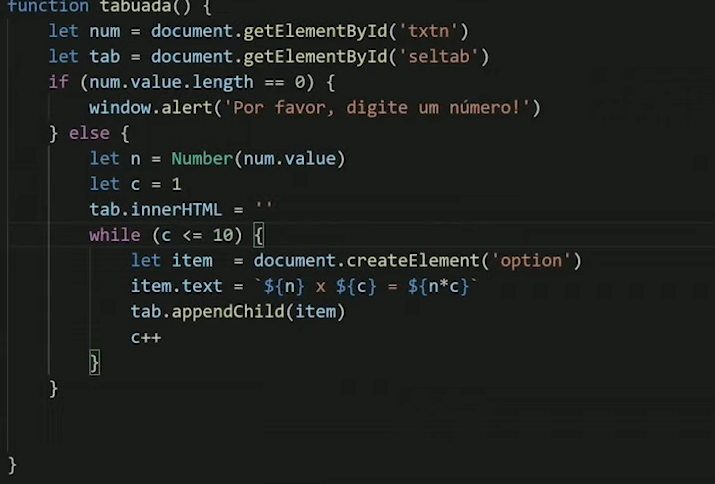 function tabuada() {
    let num = document.getElementById('txtn')
    let tab = document.getElementById('seltab')
    if (num.value.length == 0) {
        window.alert('Por favor, digite um número!')
    } else {
        let n = Number(num.value)
        let c = 1
        tab.innerHTML = ''
        while (c <= 10) {
            let item  = document.createElement('option')
            item.text = `${n} x ${c} = ${n*c}`
            tab.appendChild(item)
            c++
        }
    }
}